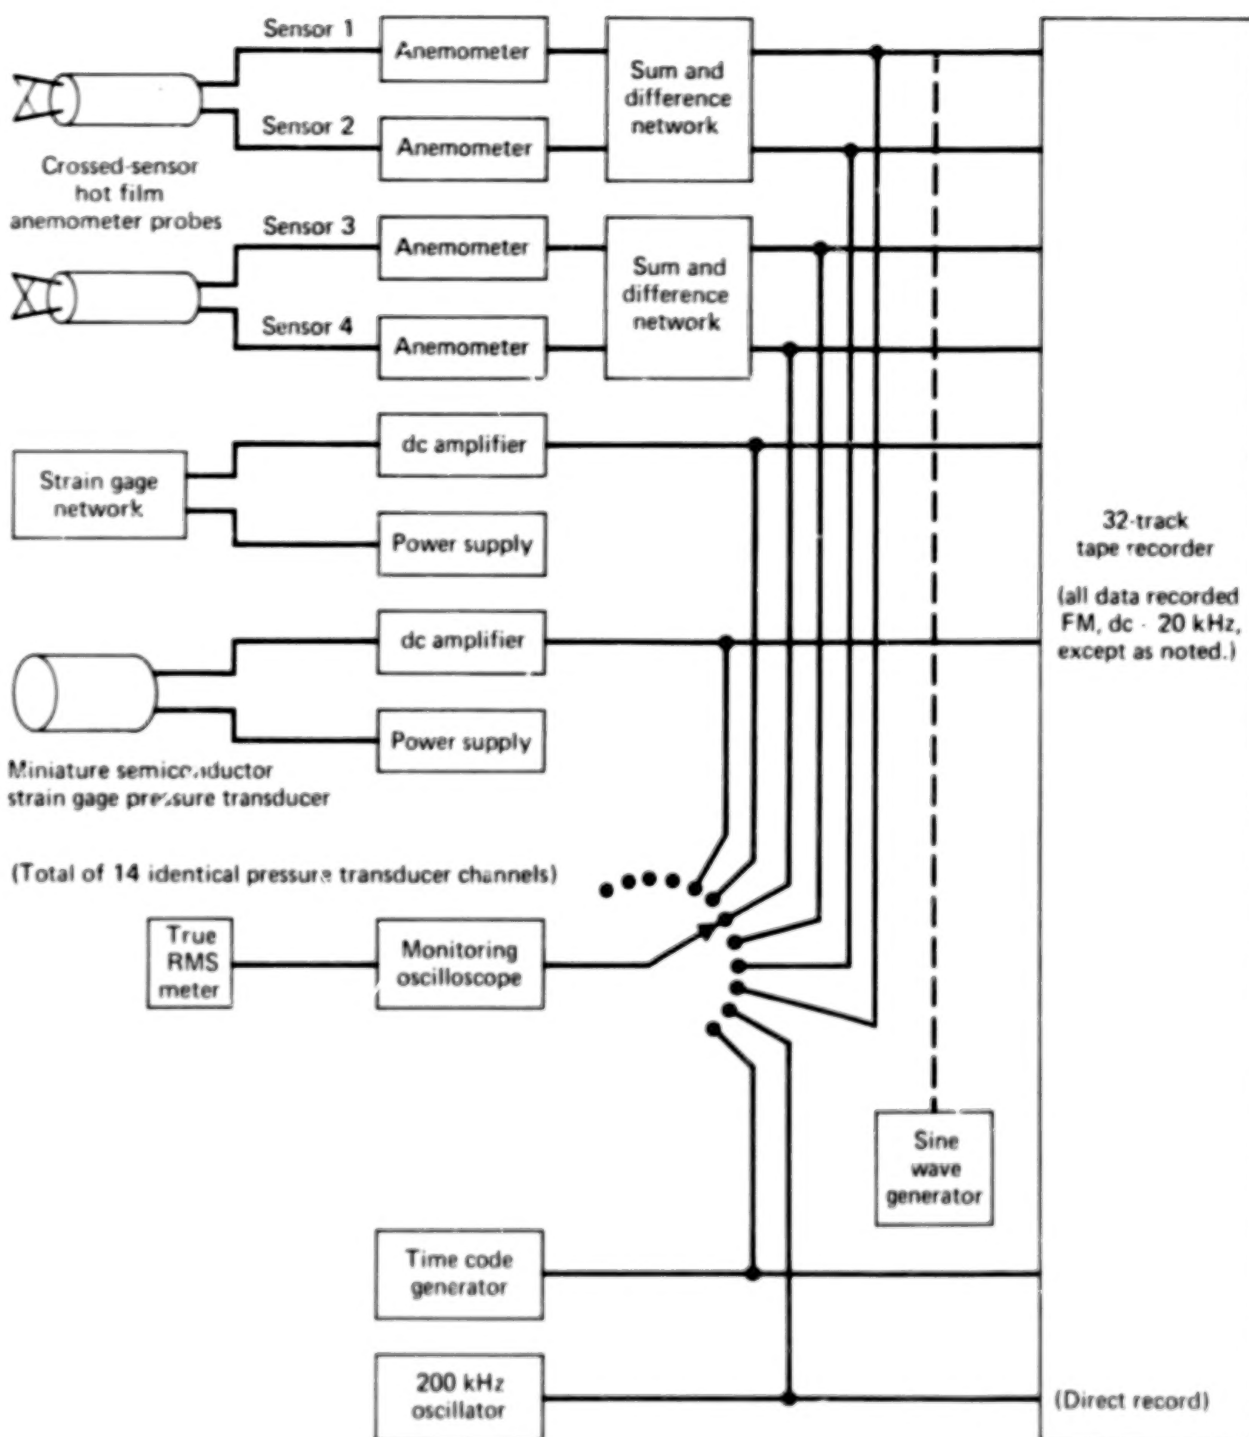 Sensor 1
Anemometer
Sum and
difference
network
Sensor 2
Anemometer
Crossed-sensor
hot film
anemometer probes
Sensor 3
Anemometer
Sum and
difference
network
Sensor 4
Anemometer
dc amplifier
Strain gage
network
Power supply
32-track
tape recorder
(all data recorded
FM, dc - 20 kHz,
except as noted.)
dc amplifier
Power supply
Miniature semiconductor
strain gage pressure transducer
(Total of 14 identical pressure transducer channels)
True
RMS
meter
Monitoring
oscilloscope
Sine
wave
generator
Time code
generator
200 kHz
oscillator
(Direct record)